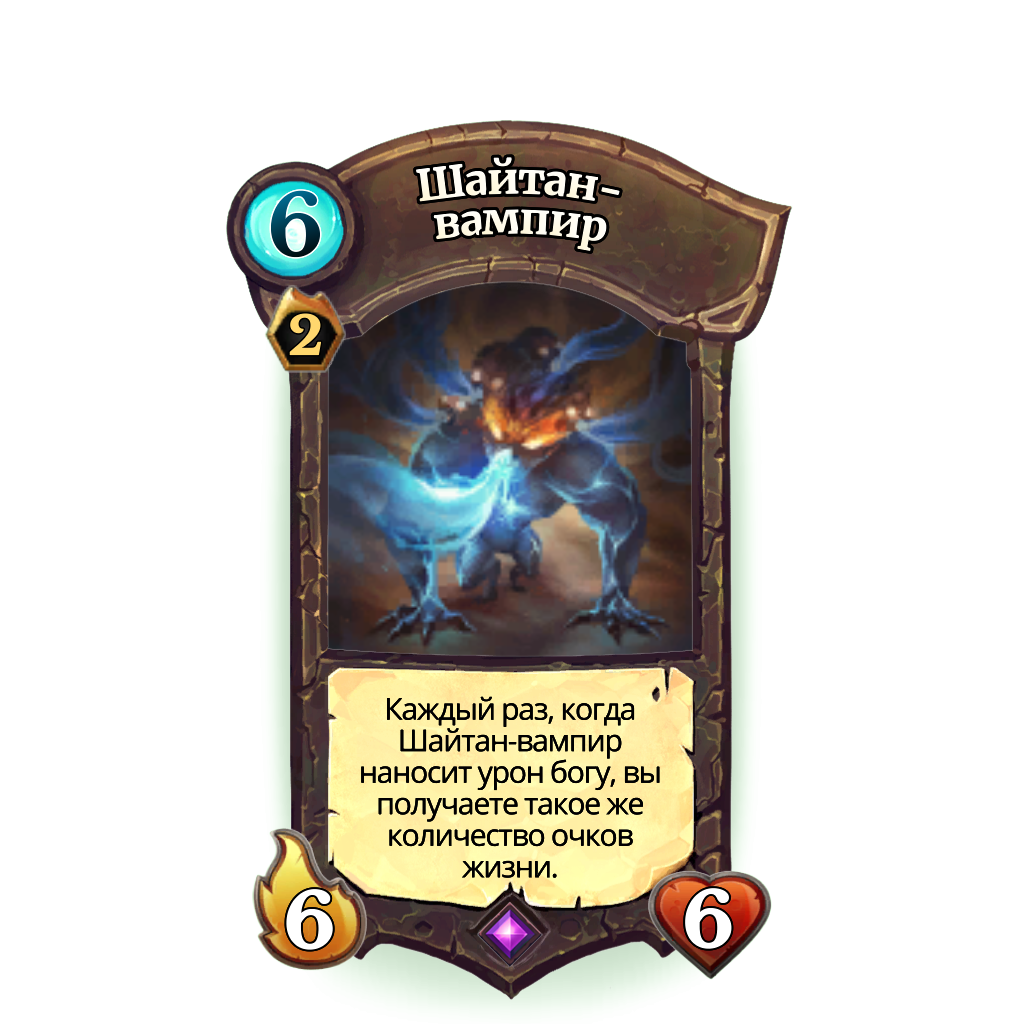 Шайтан-
вампир
6
2
Каждый раз, когда
Шайтан-вампир
наносит урон богу, вы
получаете такое же
количество очков
жизни.
6
6